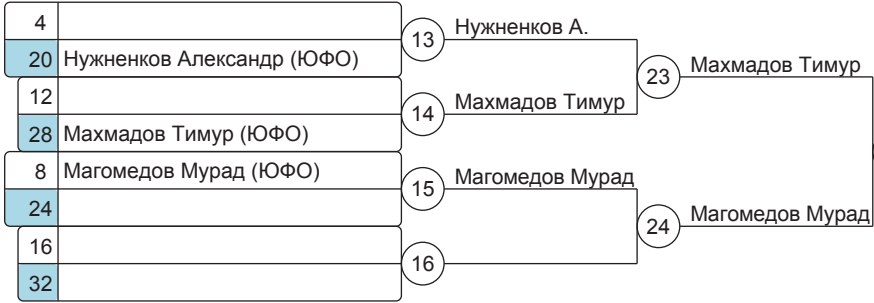 4
20 Нужненков Александр (ЮФО)
12
28 Махмадов Тимур (ЮФО)
8 Магомедов Мурад (ЮФО)
24
16
32
13 Нужненков А.
14 Махмадов Тимур
15 Магомедов Мурад
16
23 Махмадов Тимур
24 Магомедов Мурад